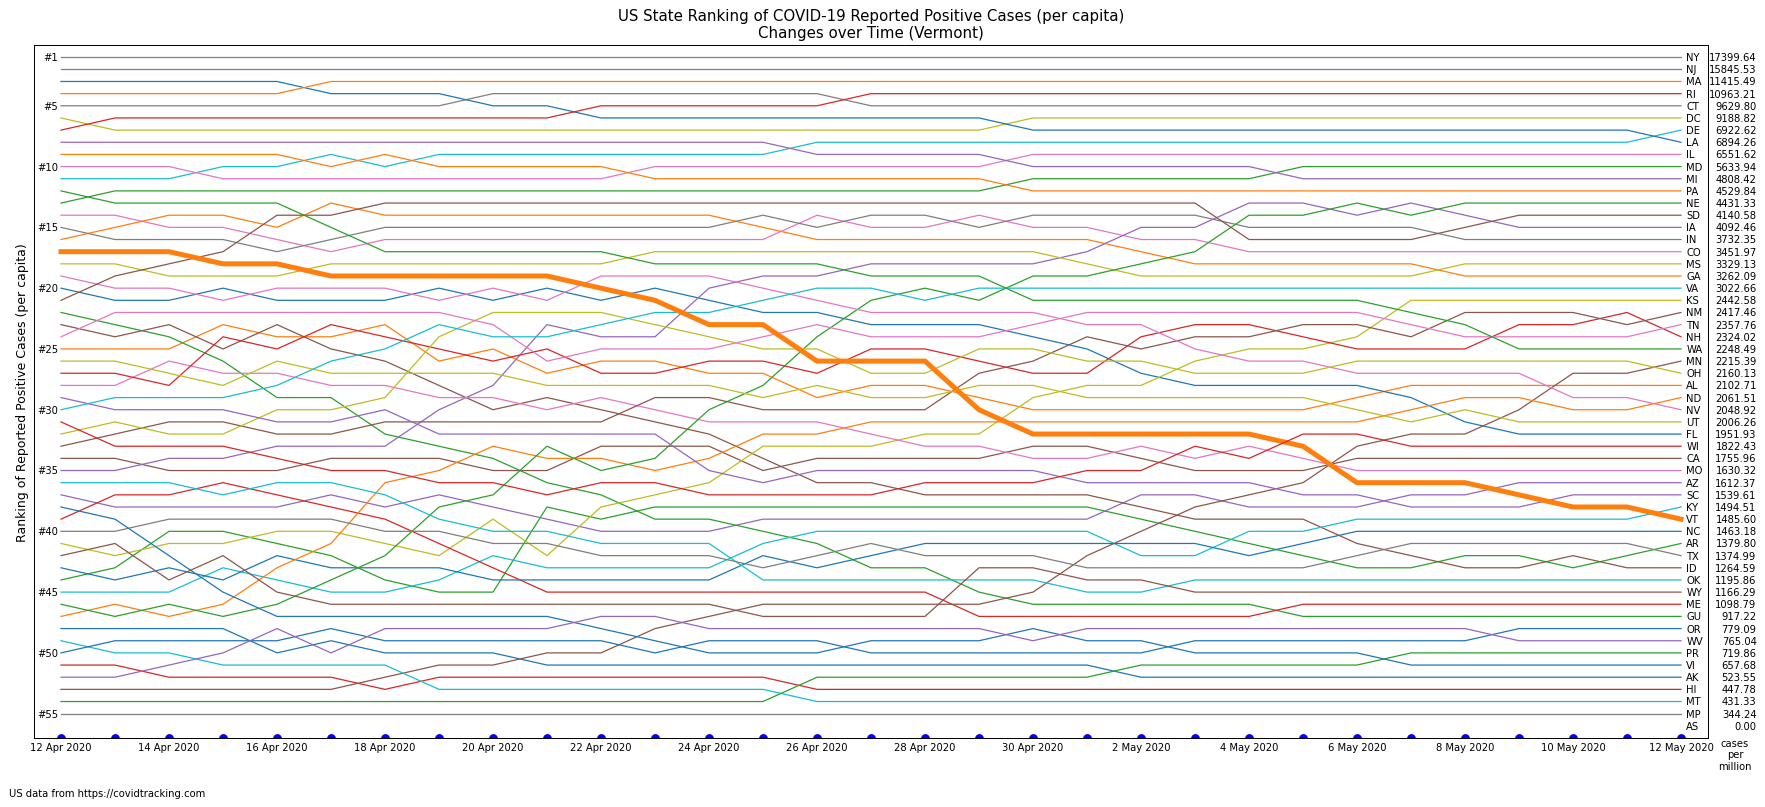 US State Ranking of COVID-19 Reported Positive Cases (per capita)
Changes over Time (Vermont)
Ranking of Reported Positive Cases (per capita)
#1
#5
#10
#15
#20
#25
#30
#35
#40
#45
#50
#55
NY 17399.64
NJ 15845.53
MA 11415.49
RI 10963.21
CT 9629.80
DC 9188.82
DE 6922.62
LA 6894.26
IL 6551.62
MD 5633.94
MI 4808.42
PA 4529.84
NE 4431.33
SD 4140.58
IA 4092.46
IN 3732.35
CO 3451.97
MS 3329.13
GA 3262.09
VA 3022.66
KS 2442.58
NM 2417.46
TN 2357.76
NH 2324.02
WA 2248.49
MN 2215.39
OH 2160.13
AL 2102.71
ND 2061.51
NV 2048.92
UT 2006.26
FL 1951.93
WI 1822.43
CA 1755.96
MO 1630.32
AZ 1612.37
SC 1539.61
KY 1494.51
VT 1485.60
NC 1463.18
AR 1379.80
TX 1374.99
ID 1264.59
OK 1195.86
WY 1166.29
ME 1098.79
GU 917.22
OR 779.09
WV 765.04
PR 719.86
VI 657.68
AK 523.55
HI 447.78
MT 431.33
MP 344.24
AS 0.00
12 Apr 2020 14 Apr 2020 16 Apr 2020 18 Apr 2020 20 Apr 2020 22 Apr 2020 24 Apr 2020 26 Apr 2020 28 Apr 2020 30 Apr 2020 2 May 2020 4 May 2020 6 May 2020 8 May 2020 10 May 2020 12 May 2020
cases
per
million
US data from https://covidtracking.com